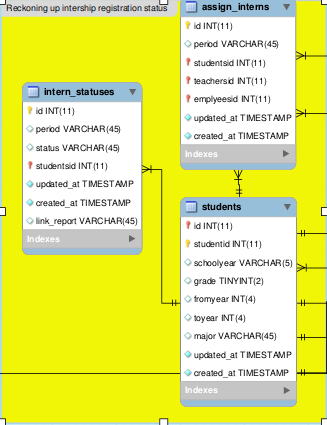 Reckoning up intership registration status
assign_interns
id INT(11)
period VARCHAR(45)
studentsid INT(11)
teachersid INT(11)
emplyeesid INT(11)
updated_at TIMESTAMP
created_at TIMESTAMP
Indexes
intern_statuses
id INT(11)
period VARCHAR(45)
status VARCHAR(45)
studentsid INT(11)
updated_at TIMESTAMP
created_at TIMESTAMP
link_report VARCHAR(45)
Indexes
students
id INT(11)
studentid INT(11)
schoolyear VARCHAR(5)
grade TINYINT(2)
fromyear INT(4)
toyear INT(4)
major VARCHAR(45)
updated_at TIMESTAMP
created_at TIMESTAMP
Indexes